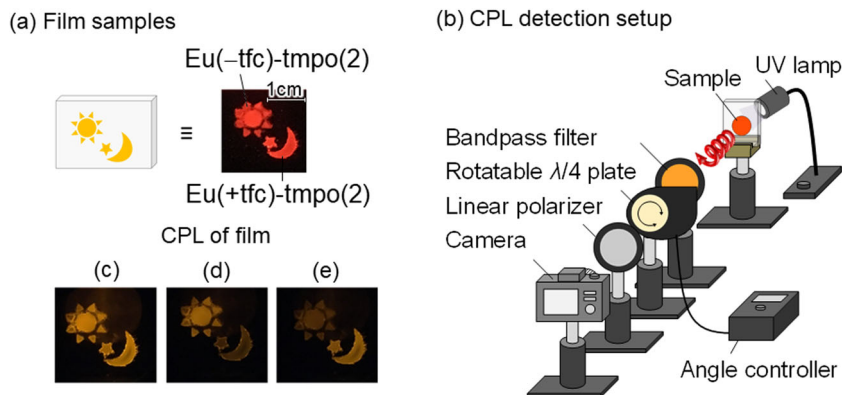 (a) Film samples
Eu(–tfc)-tmpo(2)
1cm
≡
Eu(+tfc)-tmpo(2)
CPL of film
(c) (d) (e)
(b) CPL detection setup
UV lamp
Sample
Bandpass filter
Rotatable λ/4 plate
Linear polarizer
Camera
Angle controller